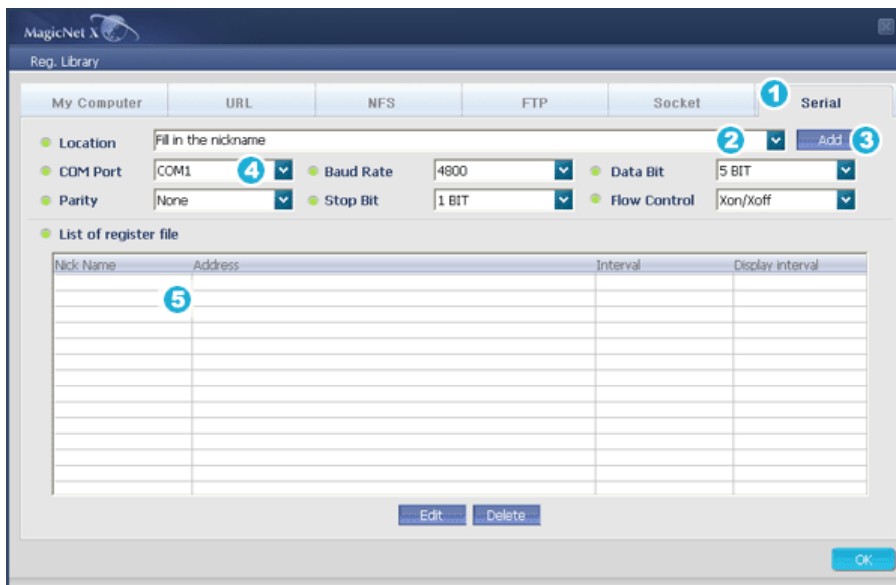 MagicNet X
Reg. Library
My Computer URL NFS FTP Socket 1 Serial
Location Fill in the nickname 2 Add 3
COM Port COM1 4 Baud Rate 4800 Data Bit 5 BIT
Parity None Stop Bit 1 BIT Flow Control Xon/Xoff
List of register file
Nick Name Address Interval Display interval
5
Edit Delete
OK